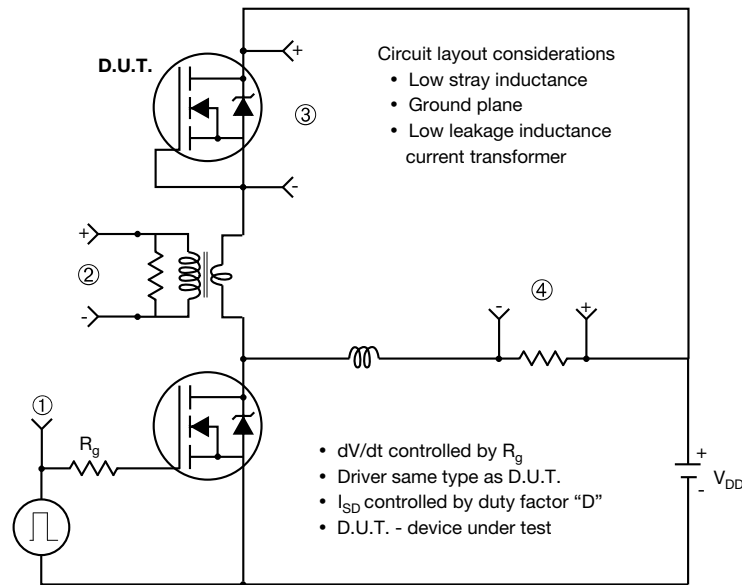 D.U.T.
+
Circuit layout considerations
• Low stray inductance
• Ground plane
• Low leakage inductance
current transformer
③
-
+
②
-
④
-
+
①
R_g
• dV/dt controlled by R_g
• Driver same type as D.U.T.
• I_SD controlled by duty factor “D”
• D.U.T. - device under test
+
-
V_DD